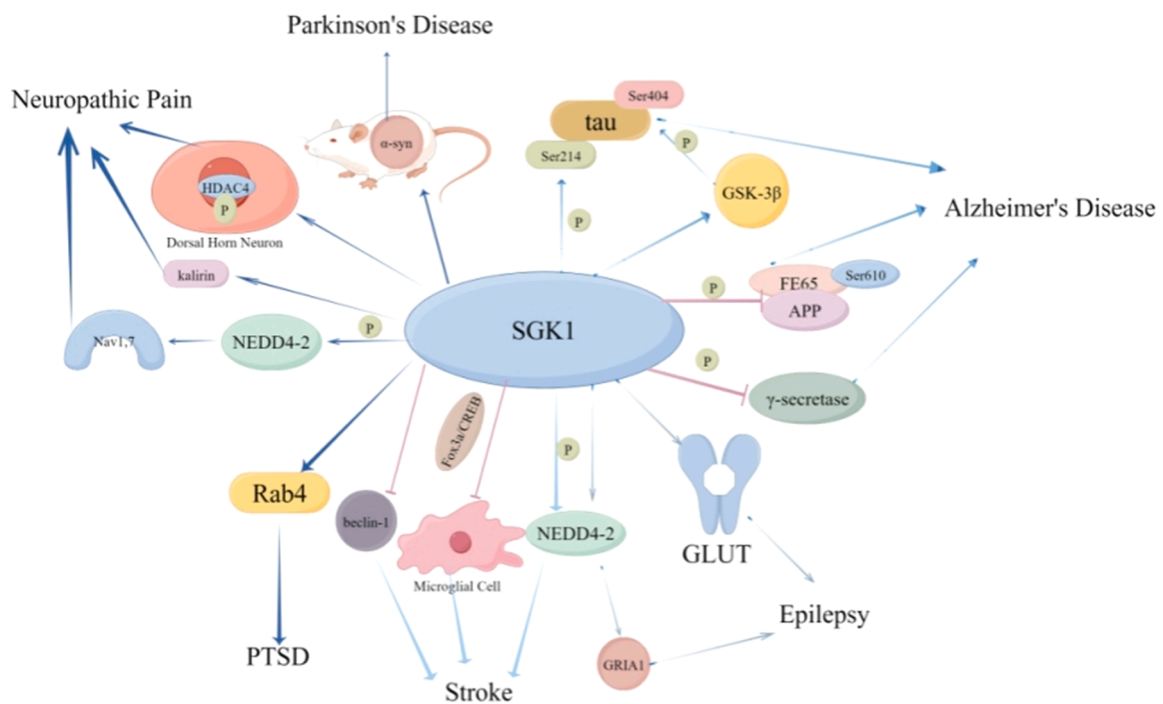 Parkinson's Disease
Neuropathic Pain
Ser404
tau
Ser214
P
α-syn
HDAC4
P
Dorsal Horn Neuron
GSK-3β
P
Alzheimer's Disease
kalirin
FE65
Ser610
APP
P
SGK1
Nav1,7
NEDD4-2
P
P
γ-secretase
Fox3a/CREB
P
Rab4
beclin-1
NEDD4-2
GLUT
Microglial Cell
Epilepsy
PTSD
GRIA1
Stroke